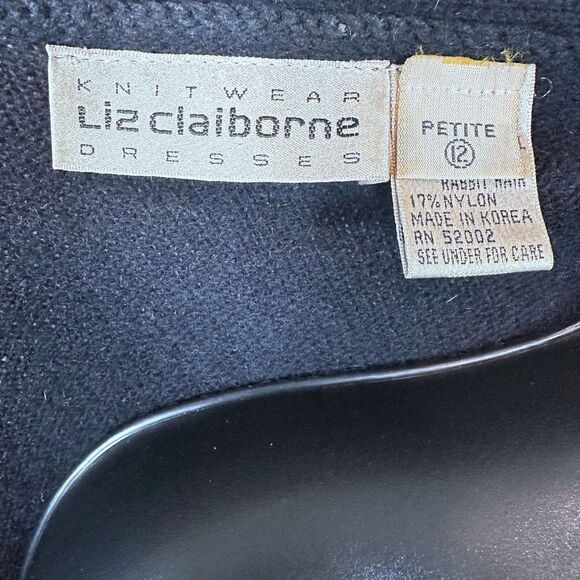 KNITWEAR
Liz claiborne
DRESSES
PETITE
12
L
RABBIT HAIR
17% NYLON
MADE IN KOREA
RN 52002
SEE UNDER FOR CARE